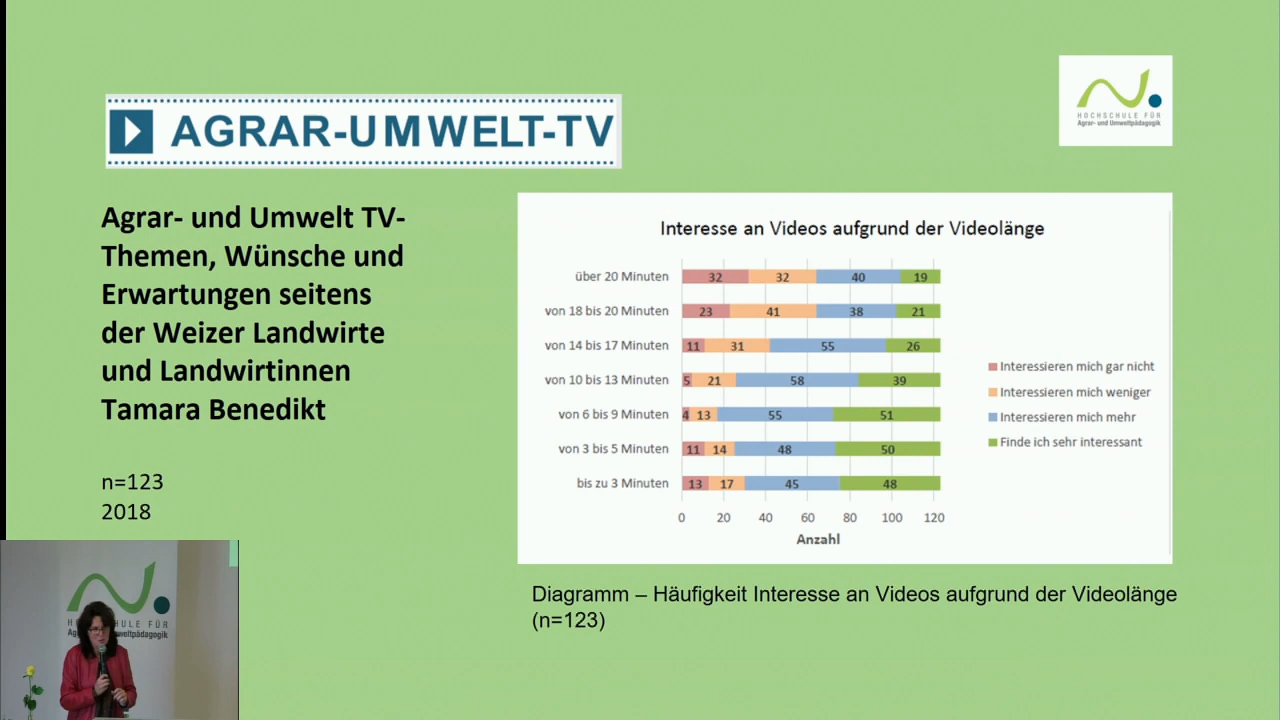 AGRAR-UMWELT-TV
HOCHSCHULE FÜR
Agrar- und Umweltpädagogik
Agrar- und Umwelt TV-
Themen, Wünsche und
Erwartungen seitens
der Weizer Landwirte
und Landwirtinnen
Tamara Benedikt
n=123
2018
Interesse an Videos aufgrund der Videolänge
über 20 Minuten 32 32 40 19
von 18 bis 20 Minuten 23 41 38 21
von 14 bis 17 Minuten 11 31 55 26
von 10 bis 13 Minuten 5 21 58 39
von 6 bis 9 Minuten 4 13 55 51
von 3 bis 5 Minuten 11 14 48 50
bis zu 3 Minuten 13 17 45 48
0 20 40 60 80 100 120
Anzahl
Interessieren mich gar nicht
Interessieren mich weniger
Interessieren mich mehr
Finde ich sehr interessant
Diagramm – Häufigkeit Interesse an Videos aufgrund der Videolänge
(n=123)